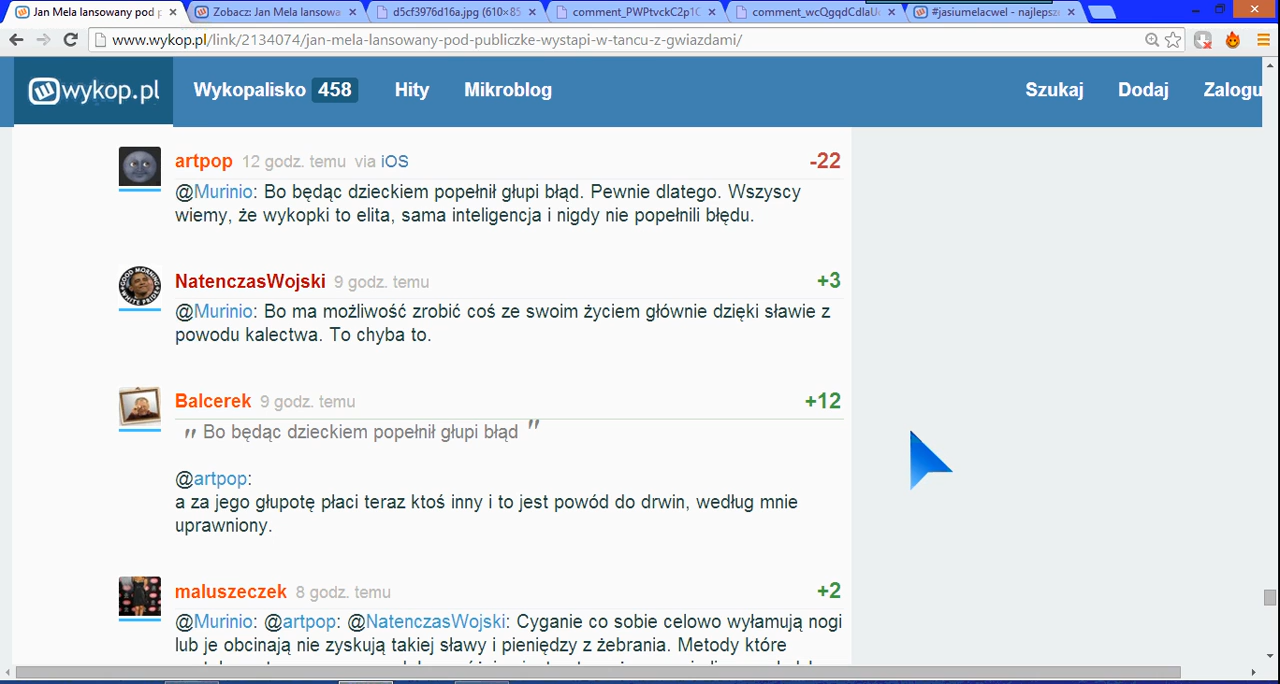 Jan Mela lansowany pod p
Zobacz: Jan Mela lansowa
d5cf3976d16a.jpg (610×85
comment_PWPtvckC2p1C
comment_wcQgqdCdlaU
#jasiumelacwel - najlepsz
www.wykop.pl/link/2134074/jan-mela-lansowany-pod-publiczke-wystapi-w-tancu-z-gwiazdami/
wykop.pl Wykopalisko 458 Hity Mikroblog Szukaj Dodaj Zalogu
artpop 12 godz. temu via iOS -22
@Murinio: Bo będąc dzieckiem popełnił głupi błąd. Pewnie dlatego. Wszyscy
wiemy, że wykopki to elita, sama inteligencja i nigdy nie popełnili błędu.
GOOD MORNING
WHITE PRIDE
NatenczasWojski 9 godz. temu +3
@Murinio: Bo ma możliwość zrobić coś ze swoim życiem głównie dzięki sławie z
powodu kalectwa. To chyba to.
Balcerek 9 godz. temu +12
" Bo będąc dzieckiem popełnił głupi błąd "
@artpop:
a za jego głupotę płaci teraz ktoś inny i to jest powód do drwin, według mnie
uprawniony.
maluszeczek 8 godz. temu +2
@Murinio: @artpop: @NatenczasWojski: Cyganie co sobie celowo wyłamują nogi
lub je obcinają nie zyskują takiej sławy i pieniędzy z żebrania. Metody które